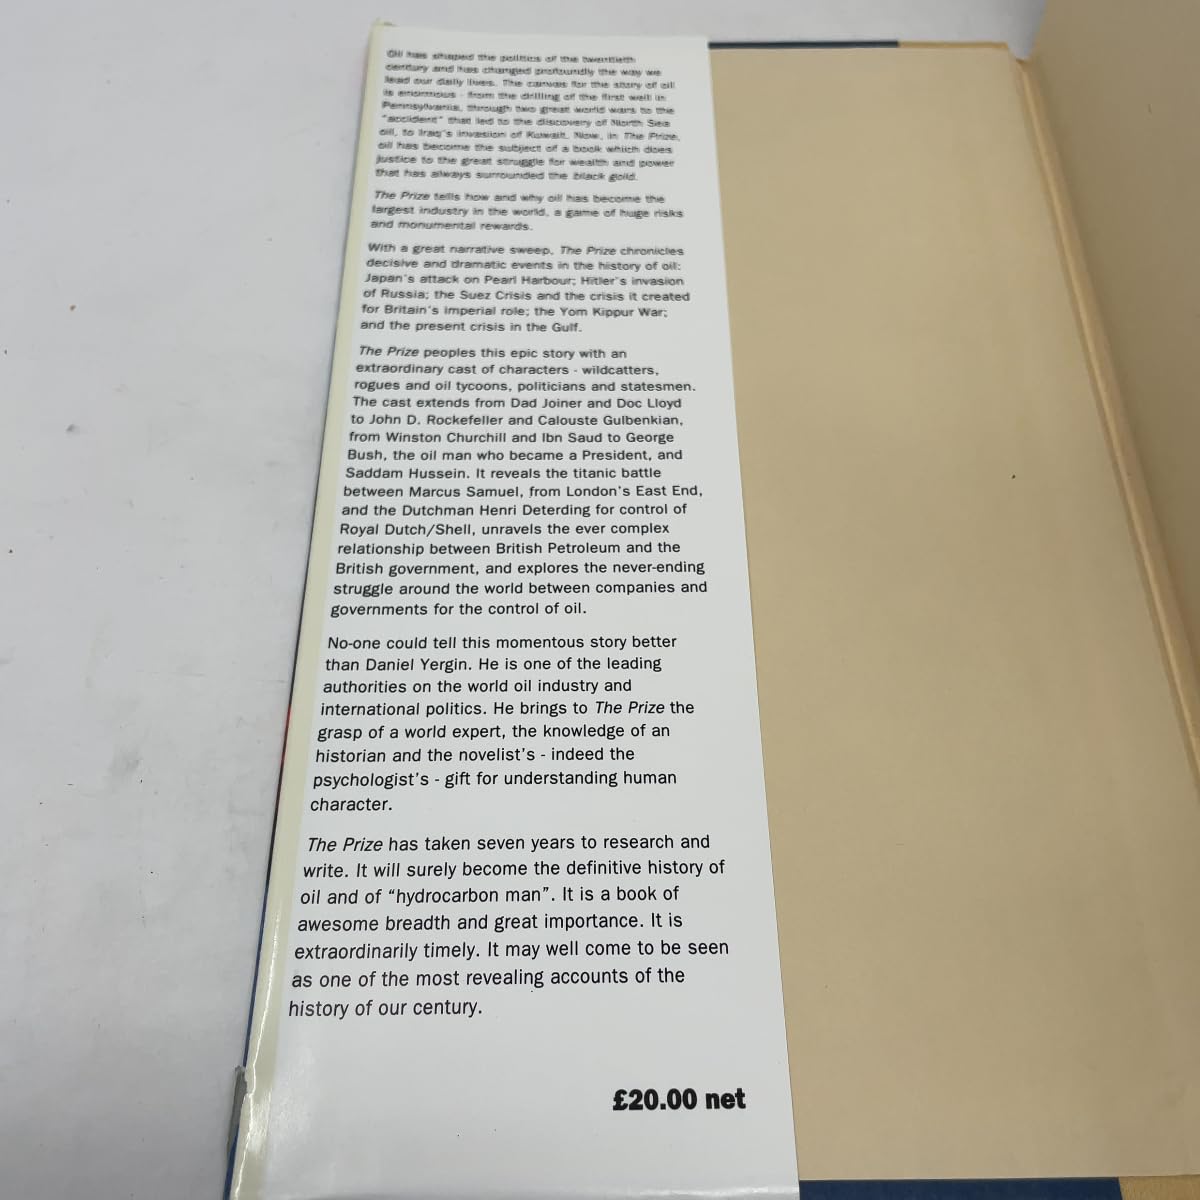 Oil has shaped the politics of the twentieth
century and has changed profoundly the way we
lead our daily lives. The canvas for the story of oil
is enormous - from the drilling of the first well in
Pennsylvania, through two great world wars to the
"accident" that led to the discovery of North Sea
oil, to Iraq's invasion of Kuwait. Now, in The Prize,
oil has become the subject of a book which does
justice to the great struggle for wealth and power
that has always surrounded the black gold.
The Prize tells how and why oil has become the
largest industry in the world, a game of huge risks
and monumental rewards.
With a great narrative sweep, The Prize chronicles
decisive and dramatic events in the history of oil:
Japan's attack on Pearl Harbour; Hitler's invasion
of Russia; the Suez Crisis and the crisis it created
for Britain's imperial role; the Yom Kippur War;
and the present crisis in the Gulf.
The Prize peoples this epic story with an
extraordinary cast of characters - wildcatters,
rogues and oil tycoons, politicians and statesmen.
The cast extends from Dad Joiner and Doc Lloyd
to John D. Rockefeller and Calouste Gulbenkian,
from Winston Churchill and Ibn Saud to George
Bush, the oil man who became a President, and
Saddam Hussein. It reveals the titanic battle
between Marcus Samuel, from London's East End,
and the Dutchman Henri Deterding for control of
Royal Dutch/Shell, unravels the ever complex
relationship between British Petroleum and the
British government, and explores the never-ending
struggle around the world between companies and
governments for the control of oil.
No-one could tell this momentous story better
than Daniel Yergin. He is one of the leading
authorities on the world oil industry and
international politics. He brings to The Prize the
grasp of a world expert, the knowledge of an
historian and the novelist's - indeed the
psychologist's - gift for understanding human
character.
The Prize has taken seven years to research and
write. It will surely become the definitive history of
oil and of “hydrocarbon man”. It is a book of
awesome breadth and great importance. It is
extraordinarily timely. It may well come to be seen
as one of the most revealing accounts of the
history of our century.
£20.00 net